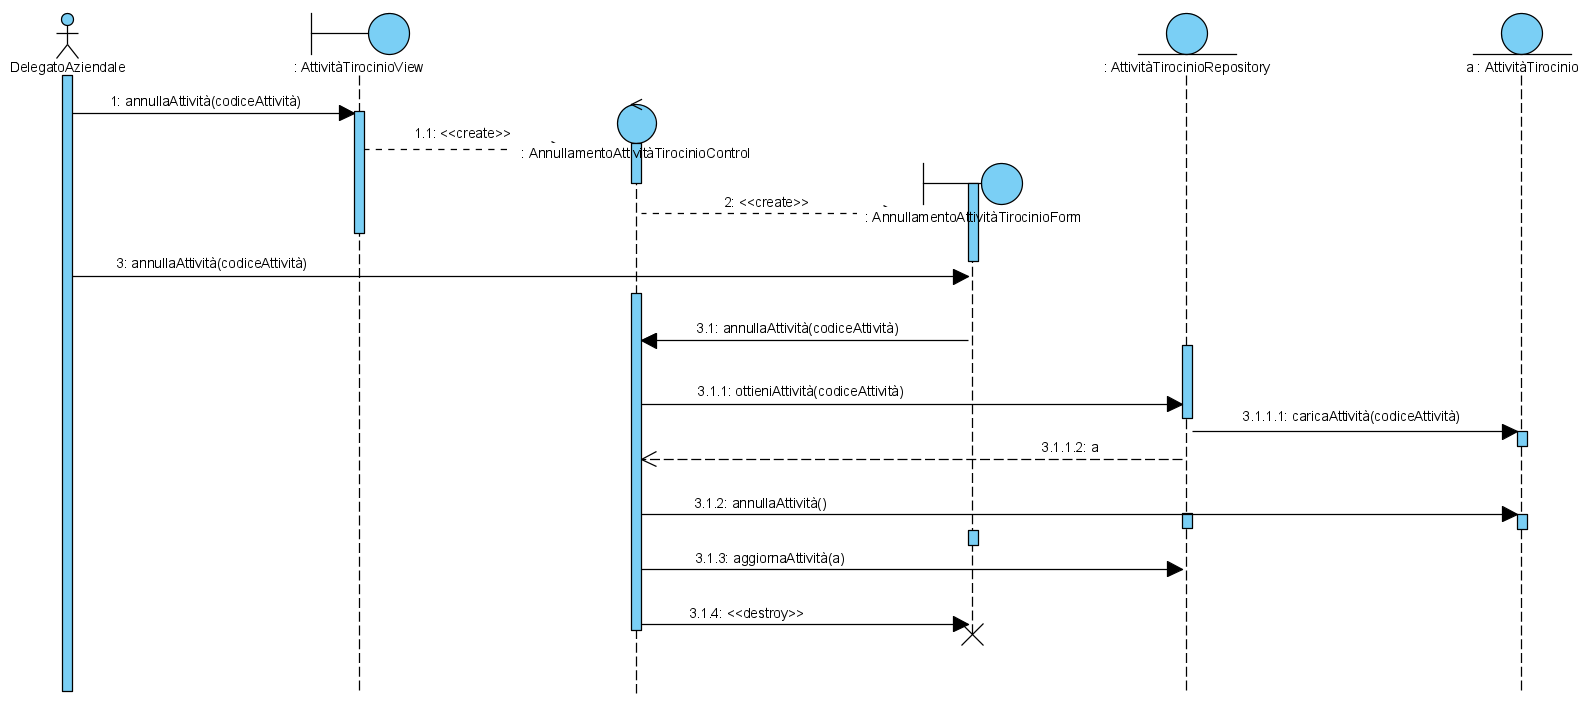 DelegatoAziendale
: AttivitàTirocinioView
: AttivitàTirocinioRepository
a : AttivitàTirocinio
1: annullaAttività(codiceAttività)
1.1: <<create>>
: AnnullamentoAttivitàTirocinioControl
2: <<create>>
: AnnullamentoAttivitàTirocinioForm
3: annullaAttività(codiceAttività)
3.1: annullaAttività(codiceAttività)
3.1.1: ottieniAttività(codiceAttività)
3.1.1.1: caricaAttività(codiceAttività)
3.1.1.2: a
3.1.2: annullaAttività()
3.1.3: aggiornaAttività(a)
3.1.4: <<destroy>>